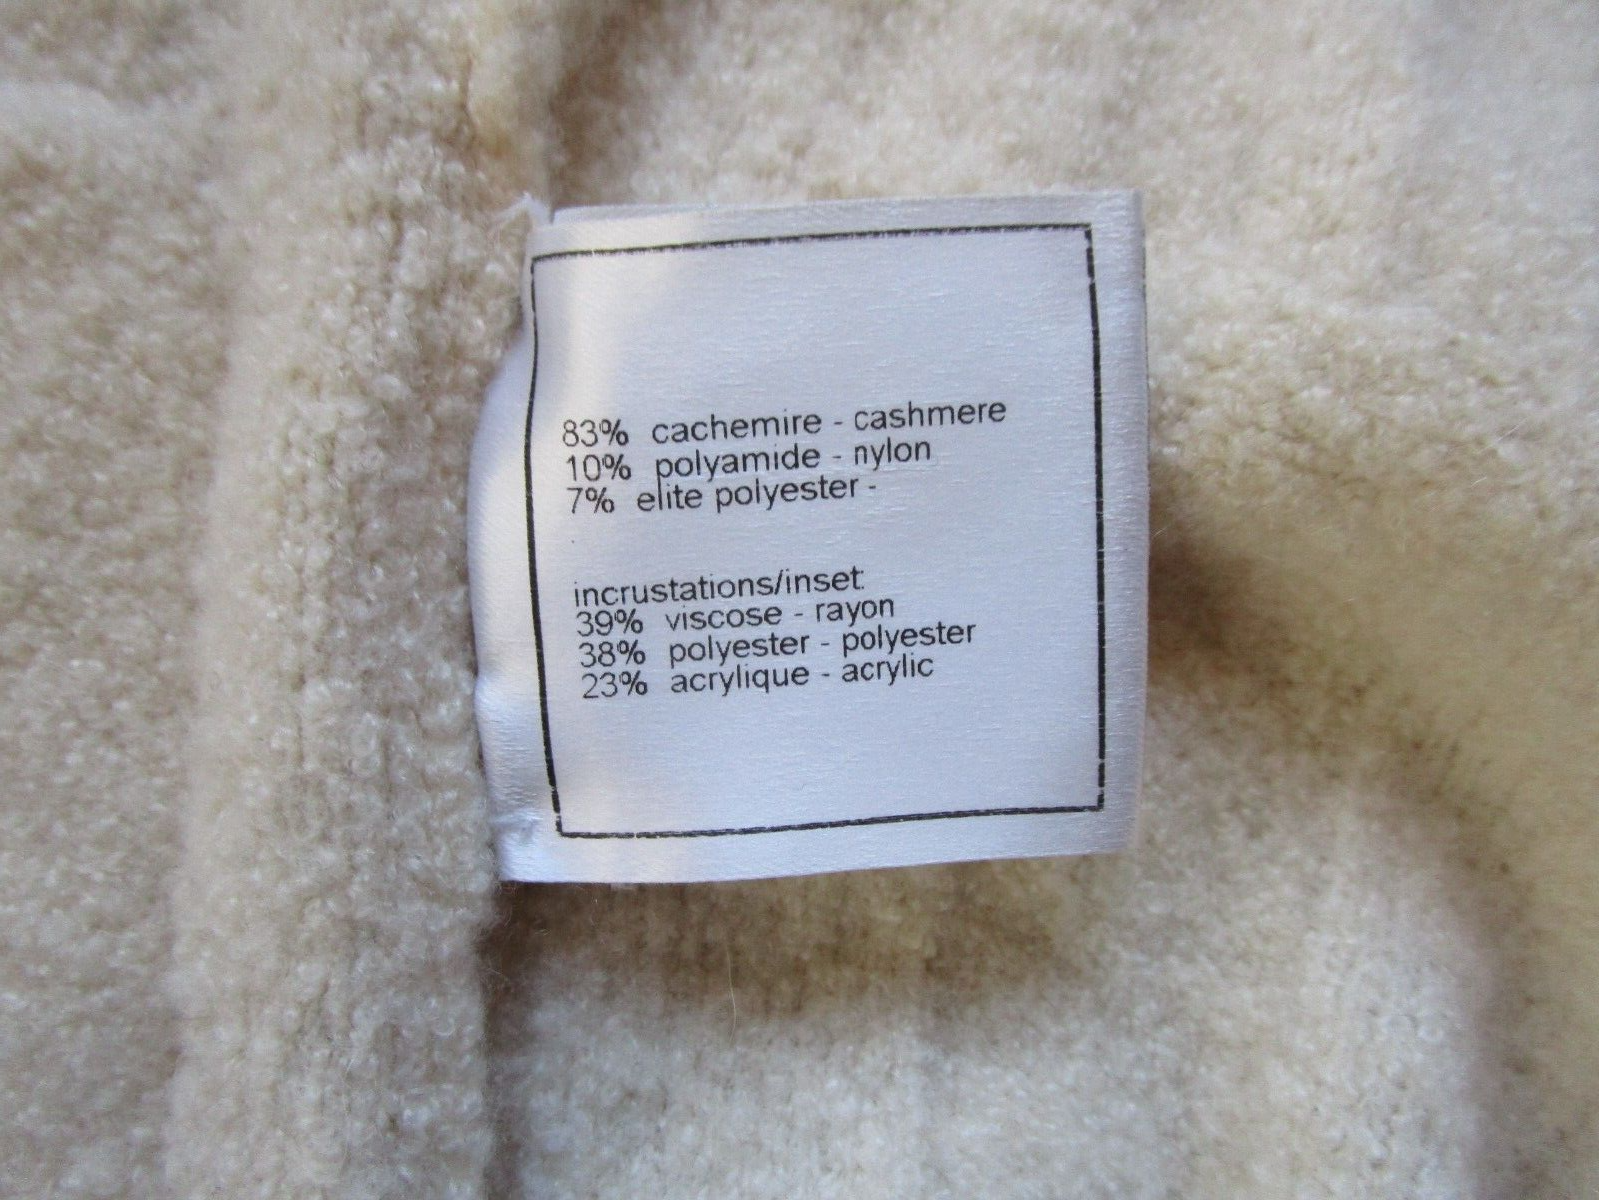 83% cachemire - cashmere
10% polyamide - nylon
7% elite polyester -
incrustations/inset:
39% viscose - rayon
38% polyester - polyester
23% acrylique - acrylic